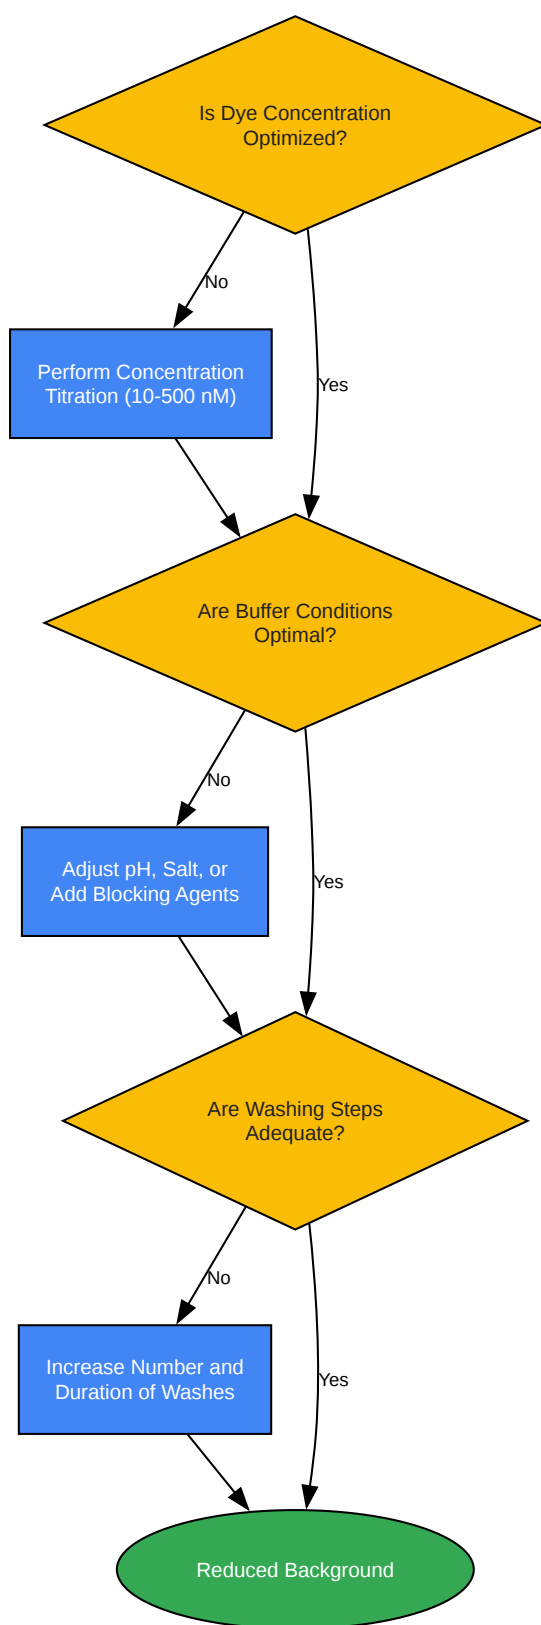 Is Dye Concentration
Optimized?
No
Perform Concentration
Titration (10-500 nM)
Yes
Are Buffer Conditions
Optimal?
No
Adjust pH, Salt, or
Add Blocking Agents
Yes
Are Washing Steps
Adequate?
No
Increase Number and
Duration of Washes
Yes
Reduced Background